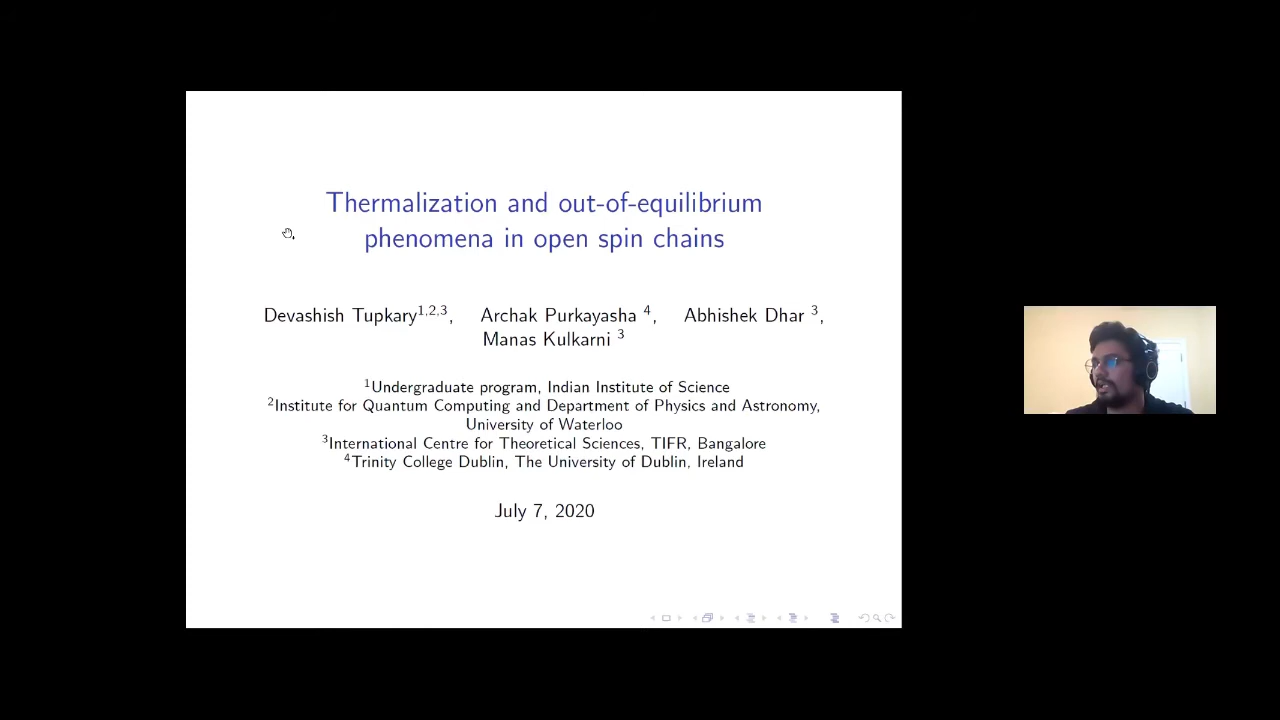 Thermalization and out-of-equilibrium
phenomena in open spin chains
Devashish Tupkary1,2,3, Archak Purkayasha 4, Abhishek Dhar 3,
Manas Kulkarni 3
1Undergraduate program, Indian Institute of Science
2Institute for Quantum Computing and Department of Physics and Astronomy,
University of Waterloo
3International Centre for Theoretical Sciences, TIFR, Bangalore
4Trinity College Dublin, The University of Dublin, Ireland
July 7, 2020